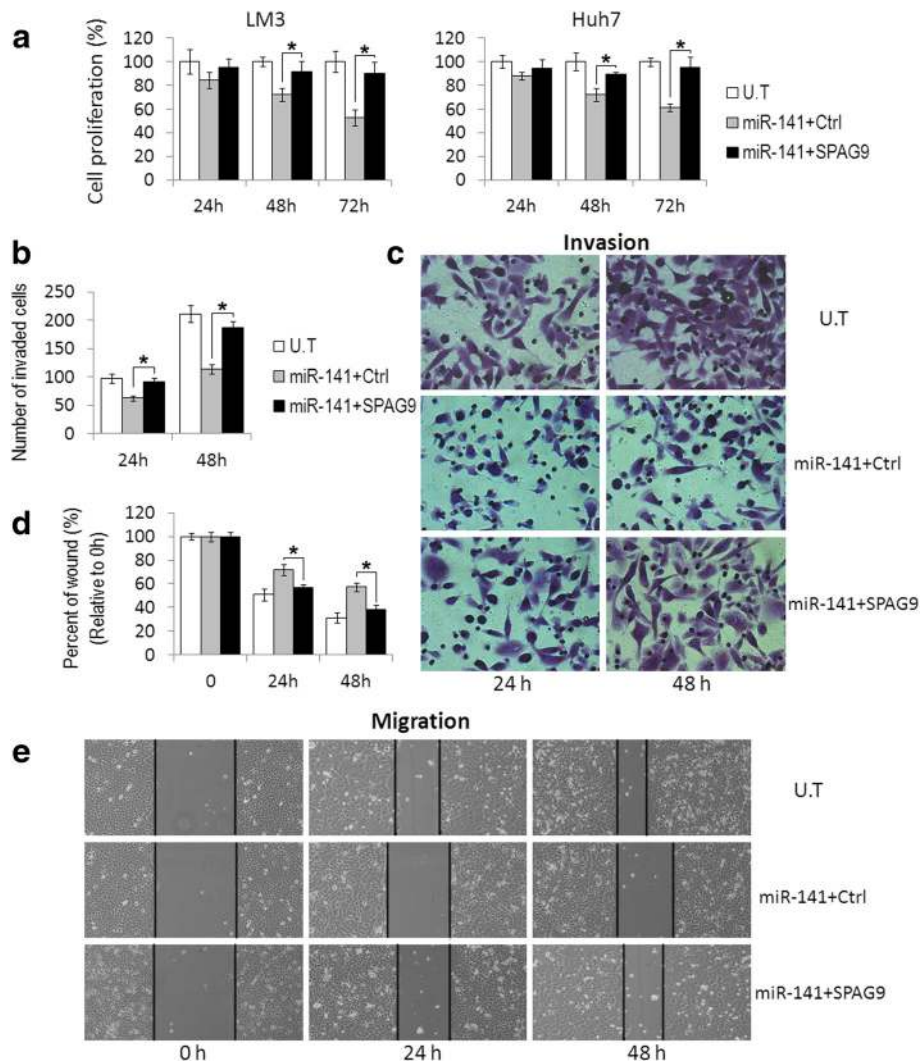 a
LM3
Huh7
Cell proliferation (%)
120
100
80
60
40
20
0
*
*
24h
48h
72h
120
100
80
60
40
20
0
*
*
24h
48h
72h
U.T
miR-141+Ctrl
miR-141+SPAG9
b
Number of invaded cells
250
200
150
100
50
0
*
*
24h
48h
U.T
miR-141+Ctrl
miR-141+SPAG9
c
Invasion
U.T
miR-141+Ctrl
miR-141+SPAG9
24 h
48 h
d
Percent of wound (%)
(Relative to 0h)
120
100
80
60
40
20
0
*
*
0
24h
48h
Migration
e
U.T
miR-141+Ctrl
miR-141+SPAG9
0 h
24 h
48 h